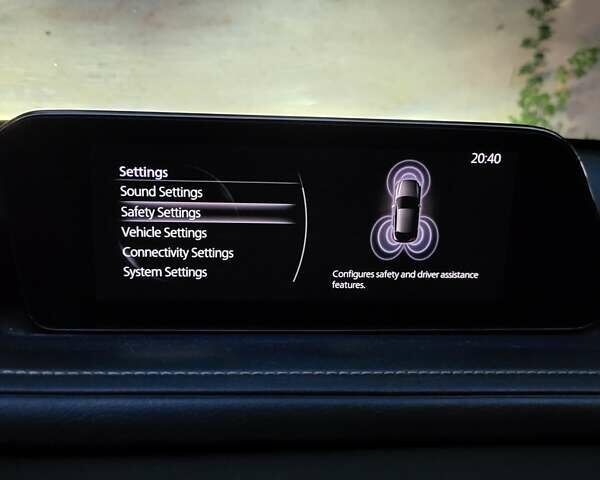 20:40
Settings
Sound Settings
Safety Settings
Vehicle Settings
Connectivity Settings
System Settings
Configures safety and driver assistance
features.